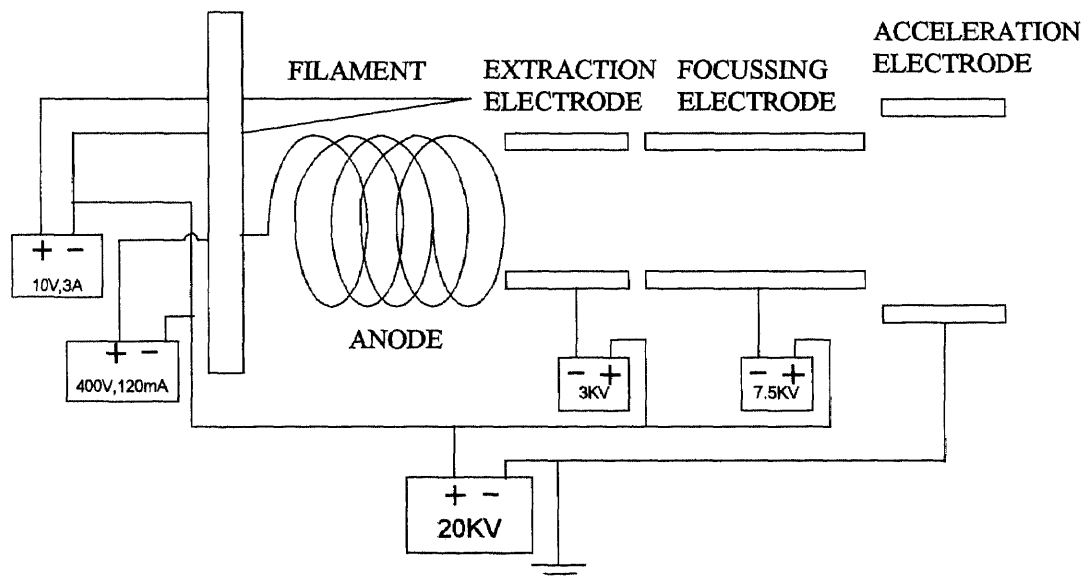 ACCELERATION
ELECTRODE
FILAMENT
EXTRACTION
ELECTRODE
FOCUSSING
ELECTRODE
+ −
10V,3A
ANODE
+ −
400V,120mA
− +
3KV
− +
7.5KV
+ −
20KV